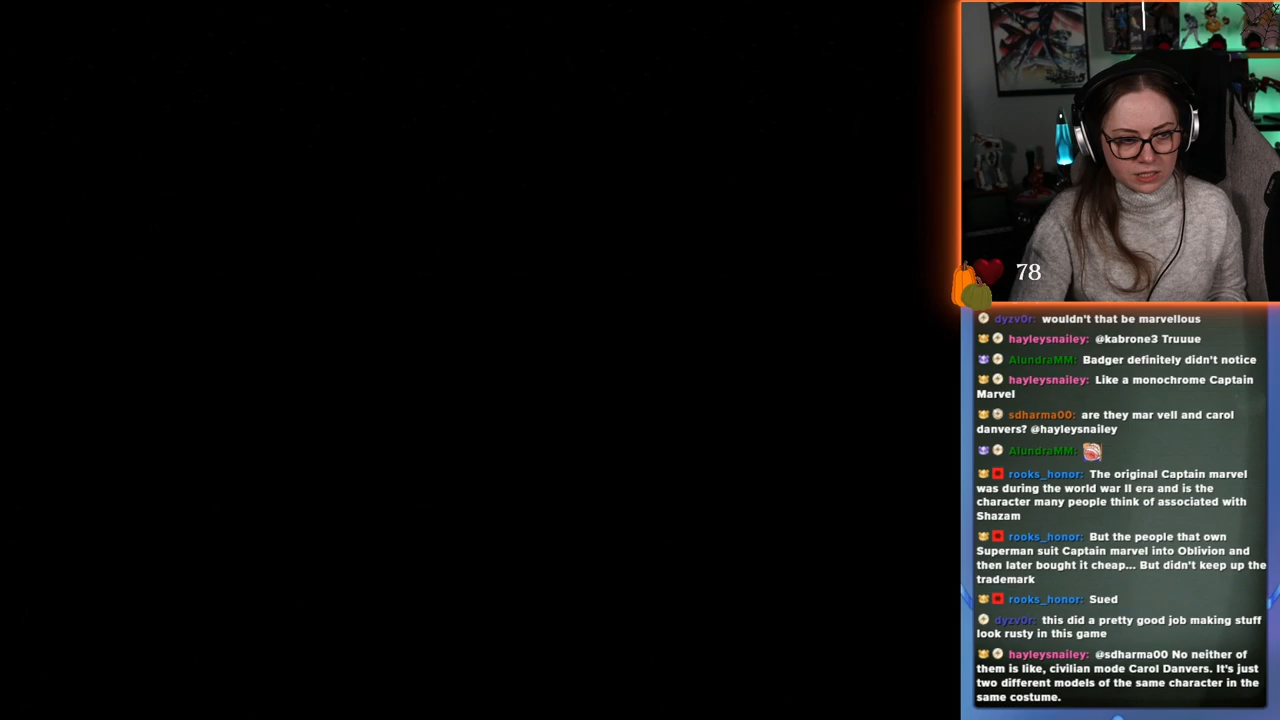 78
dyzv0r: wouldn't that be marvellous
hayleysnailey: @kabrone3 Truuue
AlundraMM: Badger definitely didn't notice
hayleysnailey: Like a monochrome Captain
Marvel
sdharma00: are they mar vell and carol
danvers? @hayleysnailey
AlundraMM:
rooks_honor: The original Captain marvel
was during the world war II era and is the
character many people think of associated with
Shazam
rooks_honor: But the people that own
Superman suit Captain marvel into Oblivion and
then later bought it cheap... But didn't keep up the
trademark
rooks_honor: Sued
dyzv0r: this did a pretty good job making stuff
look rusty in this game
hayleysnailey: @sdharma00 No neither of
them is like, civilian mode Carol Danvers. It's just
two different models of the same character in the
same costume.